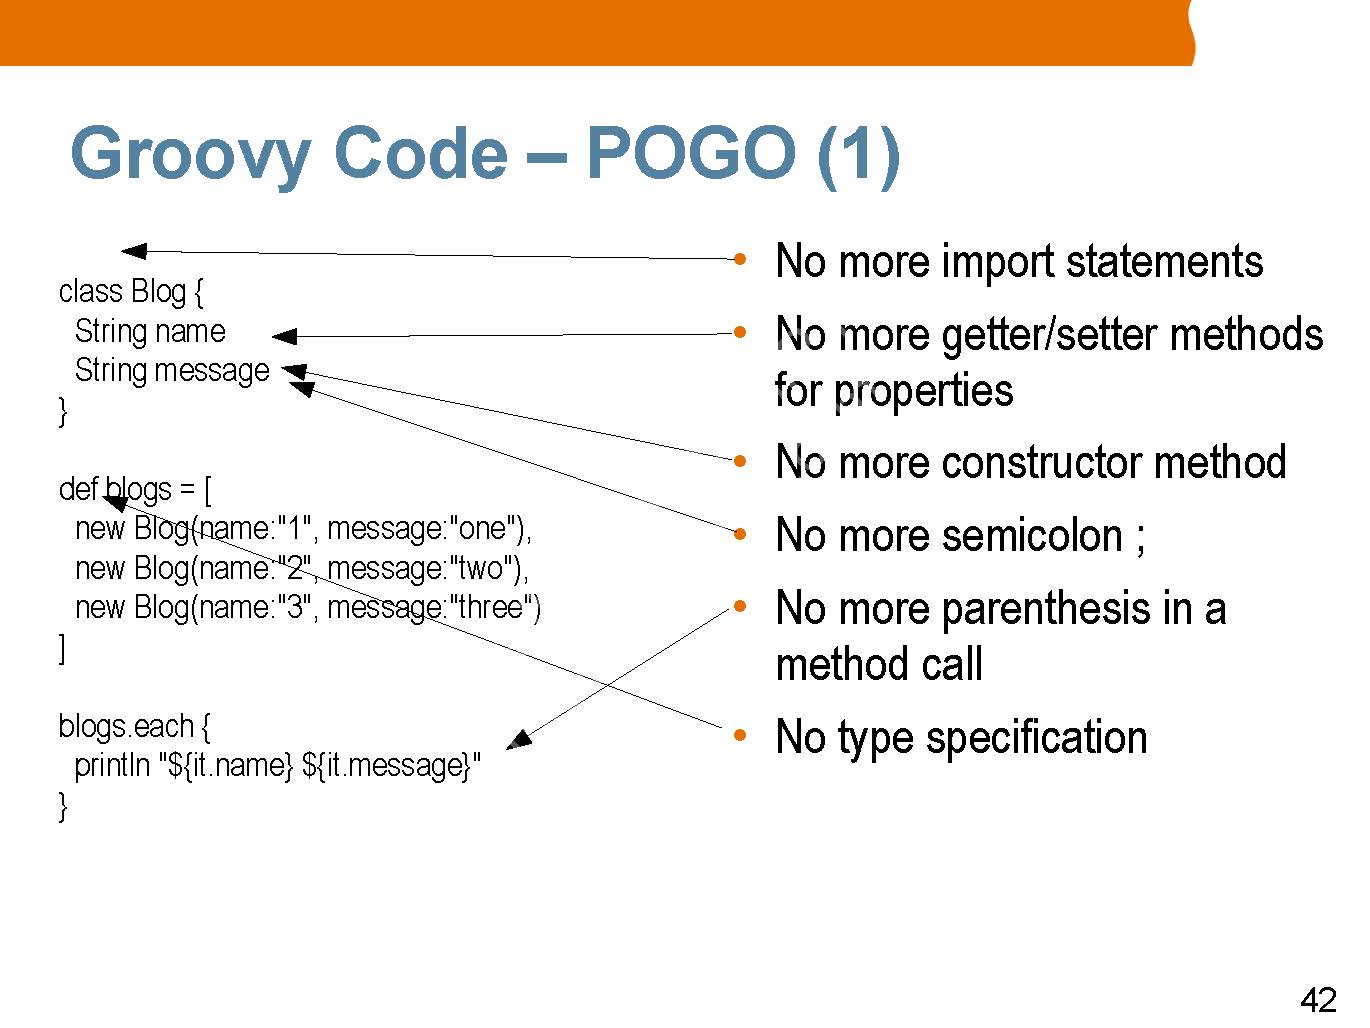 Groovy Code – POGO (1)
class Blog {
  String name
  String message
}
def blogs = [
  new Blog(name:"1", message:"one"),
  new Blog(name:"2", message:"two"),
  new Blog(name:"3", message:"three")
]
blogs.each {
  println "${it.name} ${it.message}"
}
• No more import statements
• No more getter/setter methods
for properties
• No more constructor method
• No more semicolon ;
• No more parenthesis in a
method call
• No type specification
42